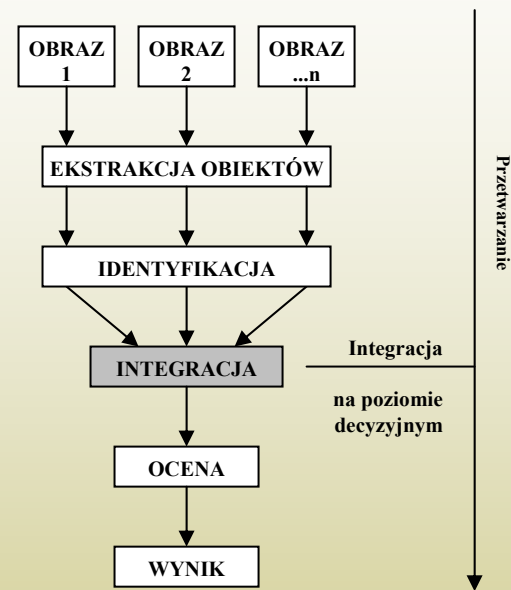 OBRAZ
1
OBRAZ
2
OBRAZ
...n
EKSTRAKCJA OBIEKTÓW
IDENTYFIKACJA
INTEGRACJA
Integracja
na poziomie
decyzyjnym
OCENA
WYNIK
Przetwarzanie